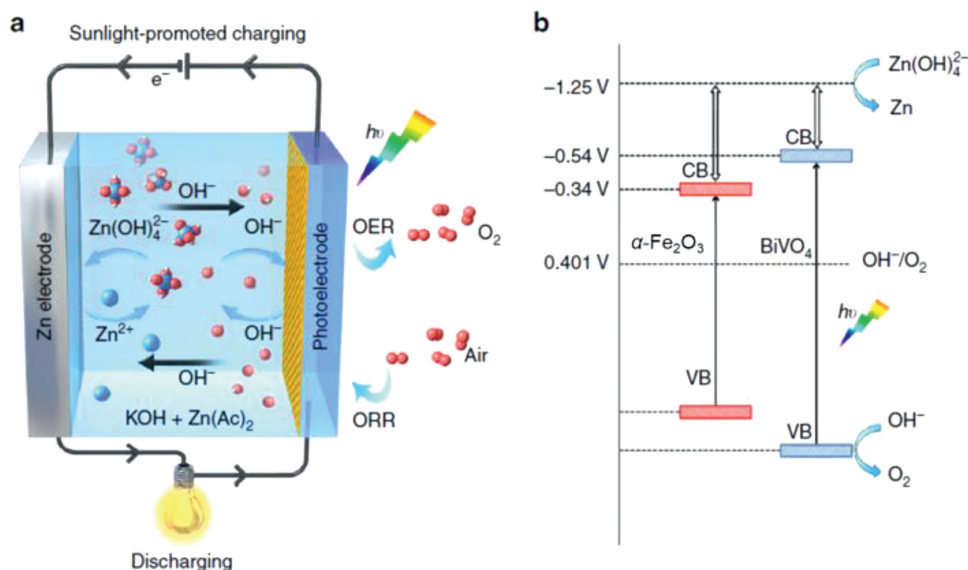 a
Sunlight-promoted charging
e⁻
hυ
Zn electrode
Photoelectrode
OH⁻
Zn(OH)₄²⁻
OH⁻
OER
O₂
Zn²⁺
OH⁻
Air
OH⁻
KOH + Zn(Ac)₂
ORR
Discharging
b
Zn(OH)₄²⁻
−1.25 V
Zn
CB
−0.54 V
CB
−0.34 V
α-Fe₂O₃
BiVO₄
0.401 V
OH⁻/O₂
hυ
VB
VB
OH⁻
O₂